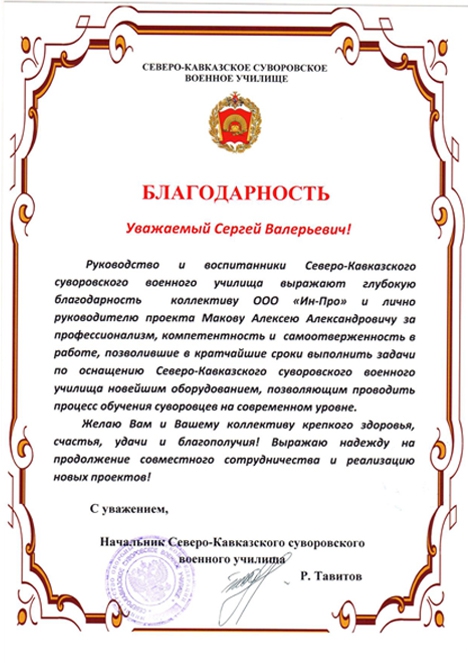 СЕВЕРО-КАВКАЗСКОЕ СУВОРОВСКОЕ
ВОЕННОЕ УЧИЛИЩЕ
БЛАГОДАРНОСТЬ
Уважаемый Сергей Валерьевич!
Руководство и воспитанники Северо-Кавказского
суворовского военного училища выражают глубокую
благодарность коллективу ООО «Ин-Про» и лично
руководителю проекта Макову Алексею Александровичу за
профессионализм, компетентность и самоотверженность в
работе, позволившие в кратчайшие сроки выполнить задачи
по оснащению Северо-Кавказского суворовского военного
училища новейшим оборудованием, позволяющим проводить
процесс обучения суворовцев на современном уровне.
Желаю Вам и Вашему коллективу крепкого здоровья,
счастья, удачи и благополучия! Выражаю надежду на
продолжение совместного сотрудничества и реализацию
новых проектов!
С уважением,
Начальник Северо-Кавказского суворовского
военного училища
Р. Тавитов